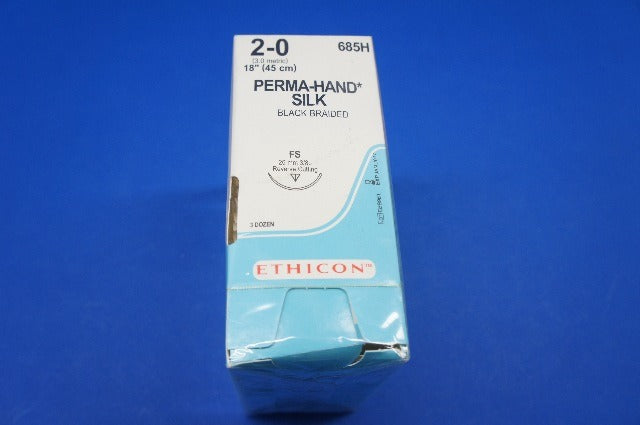 2-0 685H
(3.0 metric)
18" (45 cm)
PERMA-HAND*
SILK
BLACK BRAIDED
FS
Reverse Cutting
3 DOZEN
ETHICON™